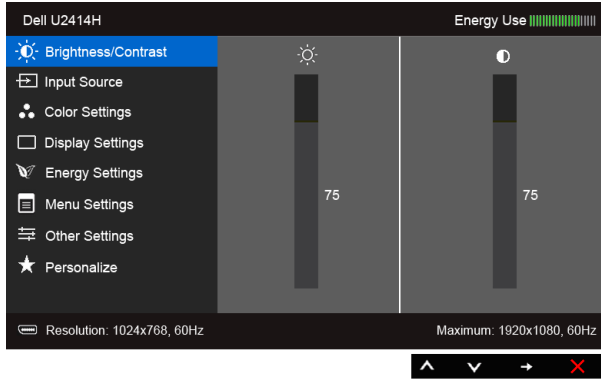 Dell U2414H
Energy Use
Brightness/Contrast
Input Source
Color Settings
Display Settings
Energy Settings
Menu Settings
Other Settings
Personalize
75
75
Resolution: 1024x768, 60Hz
Maximum: 1920x1080, 60Hz